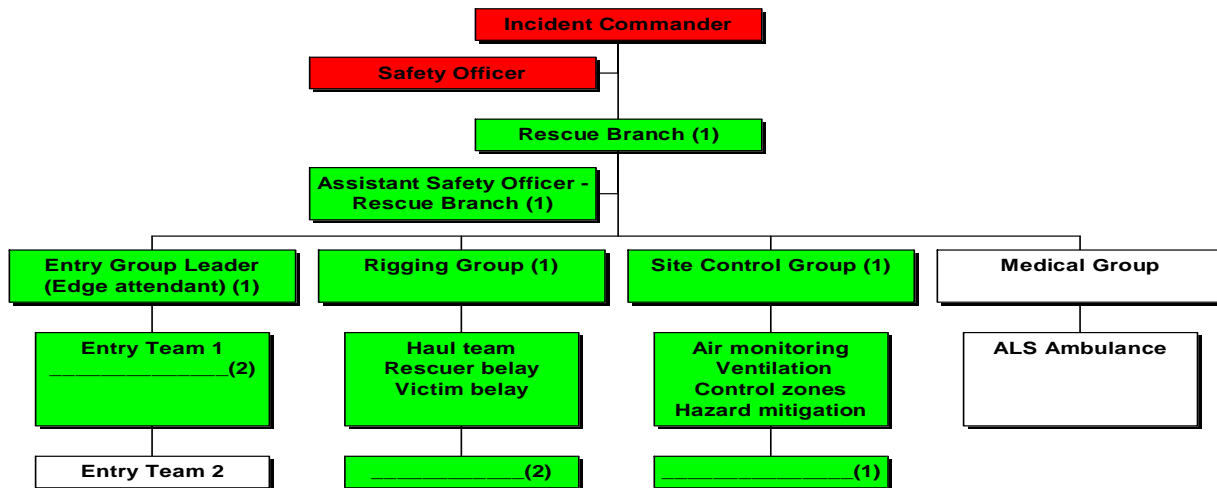 Incident Commander
Safety Officer
Rescue Branch (1)
Assistant Safety Officer -
Rescue Branch (1)
Entry Group Leader
(Edge attendant) (1)
Rigging Group (1)
Site Control Group (1)
Medical Group
Entry Team 1
______________(2)
Haul team
Rescuer belay
Victim belay
Air monitoring
Ventilation
Control zones
Hazard mitigation
ALS Ambulance
Entry Team 2
____________(2)
_______________(1)